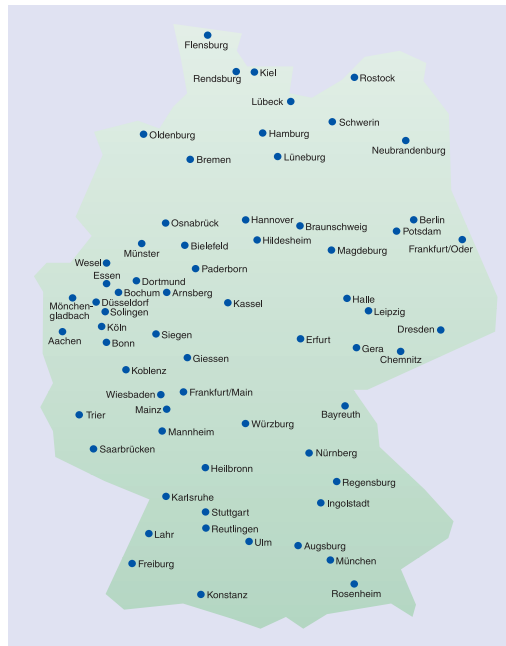 Flensburg
Rendsburg
Kiel
Rostock
Lübeck
Schwerin
Oldenburg
Hamburg
Neubrandenburg
Bremen
Lüneburg
Osnabrück
Hannover
Braunschweig
Berlin
Potsdam
Münster
Bielefeld
Hildesheim
Magdeburg
Frankfurt/Oder
Wesel
Paderborn
Essen
Dortmund
Bochum
Arnsberg
Mönchen-
gladbach
Düsseldorf
Kassel
Halle
Solingen
Leipzig
Köln
Aachen
Siegen
Dresden
Bonn
Erfurt
Gera
Chemnitz
Giessen
Koblenz
Wiesbaden
Frankfurt/Main
Mainz
Trier
Bayreuth
Mannheim
Würzburg
Saarbrücken
Nürnberg
Heilbronn
Regensburg
Karlsruhe
Ingolstadt
Stuttgart
Reutlingen
Lahr
Ulm
Augsburg
Freiburg
München
Konstanz
Rosenheim